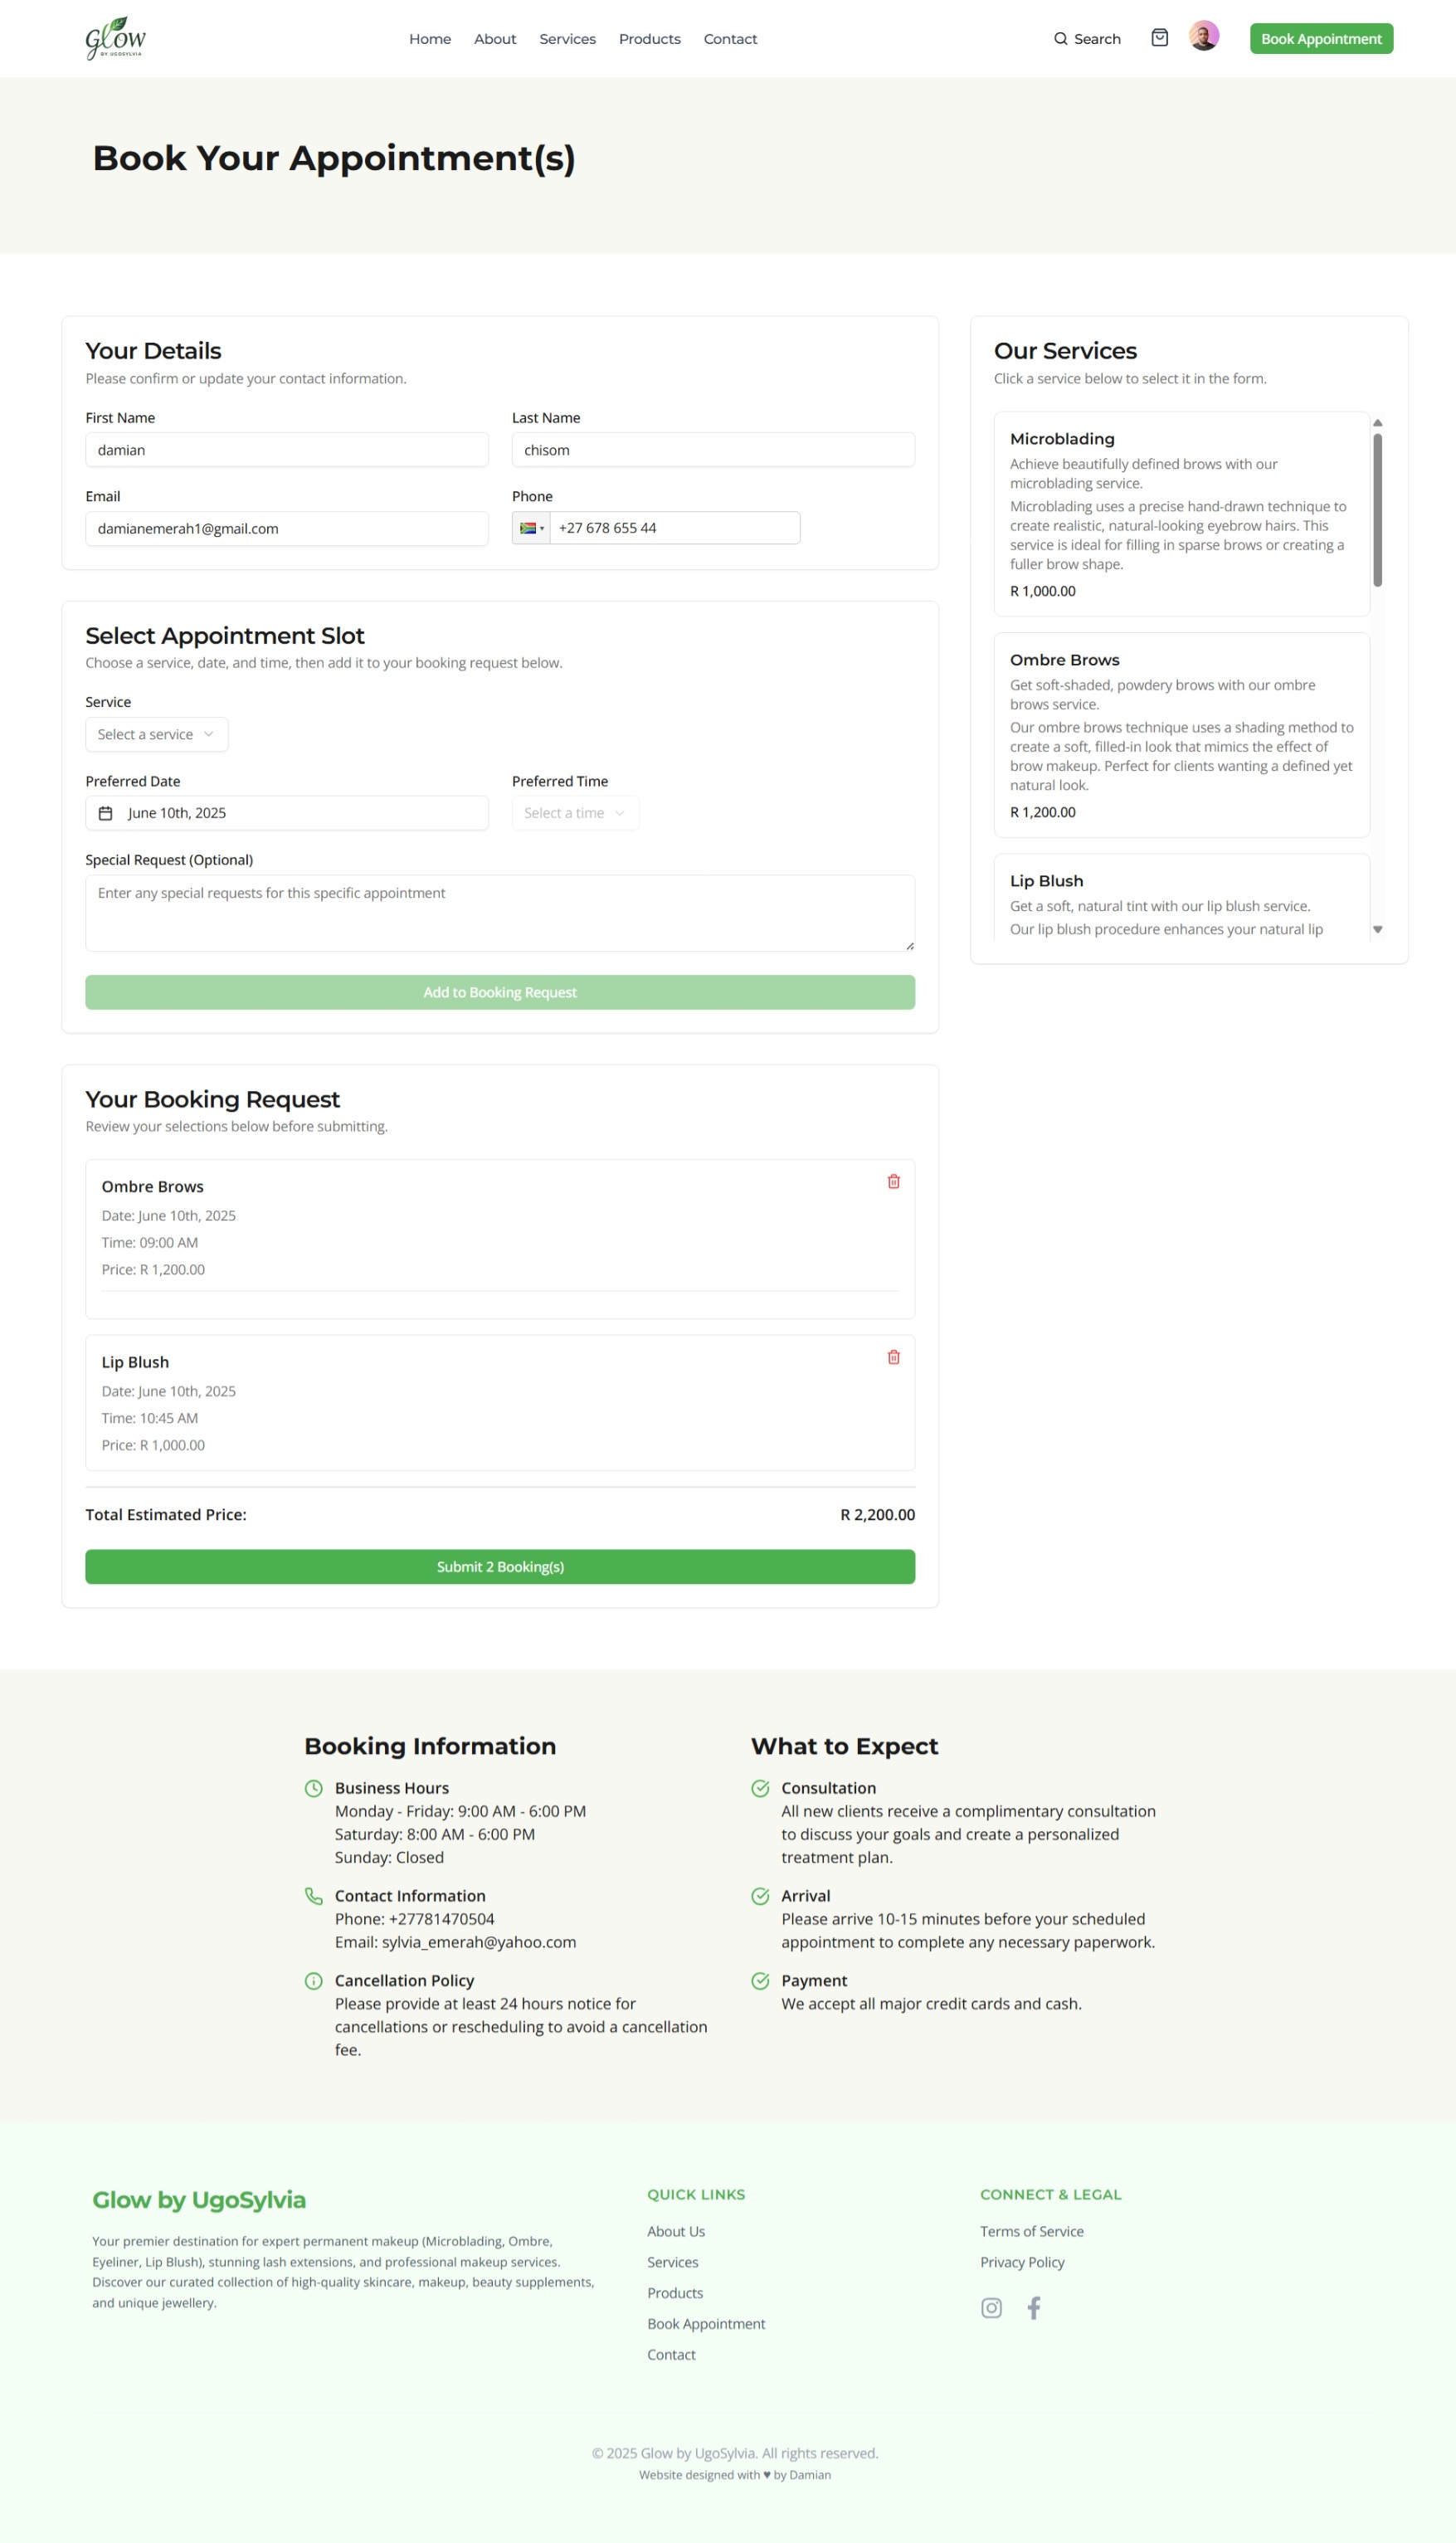 glow
BY UGOSYLVIA
Home
About
Services
Products
Contact
Search
Book Appointment
Book Your Appointment(s)
Your Details
Please confirm or update your contact information.
First Name
Last Name
damian
chisom
Email
Phone
damianemerah1@gmail.com
+27 678 655 44
Select Appointment Slot
Choose a service, date, and time, then add it to your booking request below.
Service
Select a service
Preferred Date
Preferred Time
June 10th, 2025
Select a time
Special Request (Optional)
Enter any special requests for this specific appointment
Add to Booking Request
Your Booking Request
Review your selections below before submitting.
Ombre Brows
Date: June 10th, 2025
Time: 09:00 AM
Price: R 1,200.00
Lip Blush
Date: June 10th, 2025
Time: 10:45 AM
Price: R 1,000.00
Total Estimated Price:
R 2,200.00
Submit 2 Booking(s)
Our Services
Click a service below to select it in the form.
Microblading
Achieve beautifully defined brows with our
microblading service.
Microblading uses a precise hand-drawn technique to
create realistic, natural-looking eyebrow hairs. This
service is ideal for filling in sparse brows or creating a
fuller brow shape.
R 1,000.00
Ombre Brows
Get soft-shaded, powdery brows with our ombre
brows service.
Our ombre brows technique uses a shading method to
create a soft, filled-in look that mimics the effect of
brow makeup. Perfect for clients wanting a defined yet
natural look.
R 1,200.00
Lip Blush
Get a soft, natural tint with our lip blush service.
Our lip blush procedure enhances your natural lip
Booking Information
Business Hours
Monday - Friday: 9:00 AM - 6:00 PM
Saturday: 8:00 AM - 6:00 PM
Sunday: Closed
Contact Information
Phone: +27781470504
Email: sylvia_emerah@yahoo.com
Cancellation Policy
Please provide at least 24 hours notice for
cancellations or rescheduling to avoid a cancellation
fee.
What to Expect
Consultation
All new clients receive a complimentary consultation
to discuss your goals and create a personalized
treatment plan.
Arrival
Please arrive 10-15 minutes before your scheduled
appointment to complete any necessary paperwork.
Payment
We accept all major credit cards and cash.
Glow by UgoSylvia
Your premier destination for expert permanent makeup (Microblading, Ombre,
Eyeliner, Lip Blush), stunning lash extensions, and professional makeup services.
Discover our curated collection of high-quality skincare, makeup, beauty supplements,
and unique jewellery.
QUICK LINKS
About Us
Services
Products
Book Appointment
Contact
CONNECT & LEGAL
Terms of Service
Privacy Policy
© 2025 Glow by UgoSylvia. All rights reserved.
Website designed with ♥ by Damian